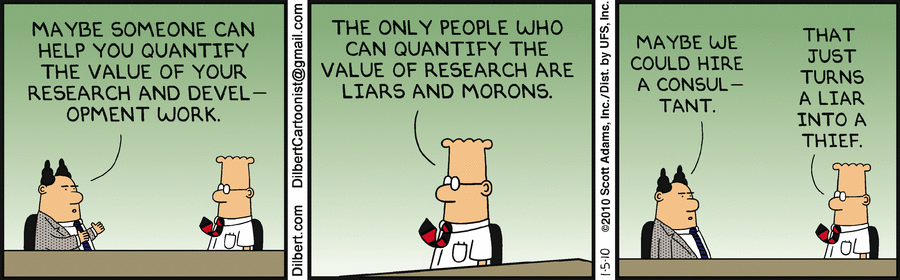 MAYBE SOMEONE CAN
HELP YOU QUANTIFY
THE VALUE OF YOUR
RESEARCH AND DEVEL-
OPMENT WORK.
Dilbert.com DilbertCartoonist@gmail.com
THE ONLY PEOPLE WHO
CAN QUANTIFY THE
VALUE OF RESEARCH ARE
LIARS AND MORONS.
1-5-10 ©2010 Scott Adams, Inc./Dist. by UFS, Inc.
MAYBE WE
COULD HIRE
A CONSUL-
TANT.
THAT
JUST
TURNS
A LIAR
INTO A
THIEF.